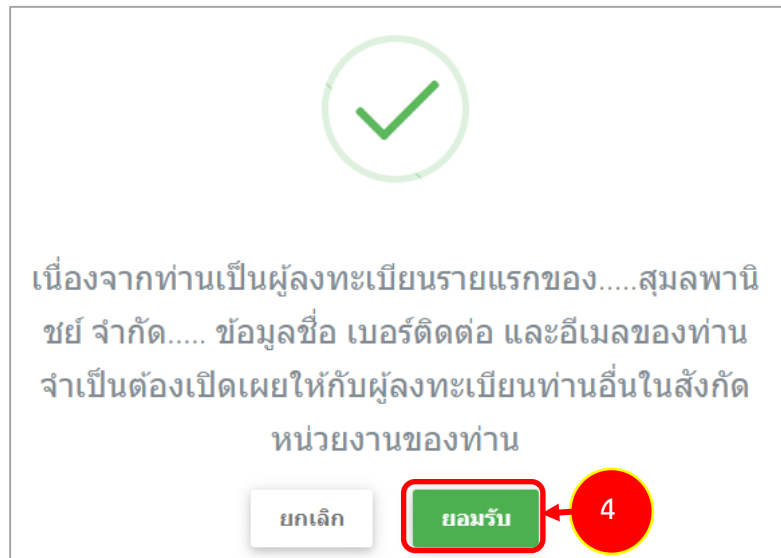 เนื่องจากท่านเป็นผู้ลงทะเบียนรายแรกของ.....สุมลพานิ
ชย์ จำกัด..... ข้อมูลชื่อ เบอร์ติดต่อ และอีเมลของท่าน
จำเป็นต้องเปิดเผยให้กับผู้ลงทะเบียนท่านอื่นในสังกัด
หน่วยงานของท่าน
ยกเลิก ยอมรับ 4